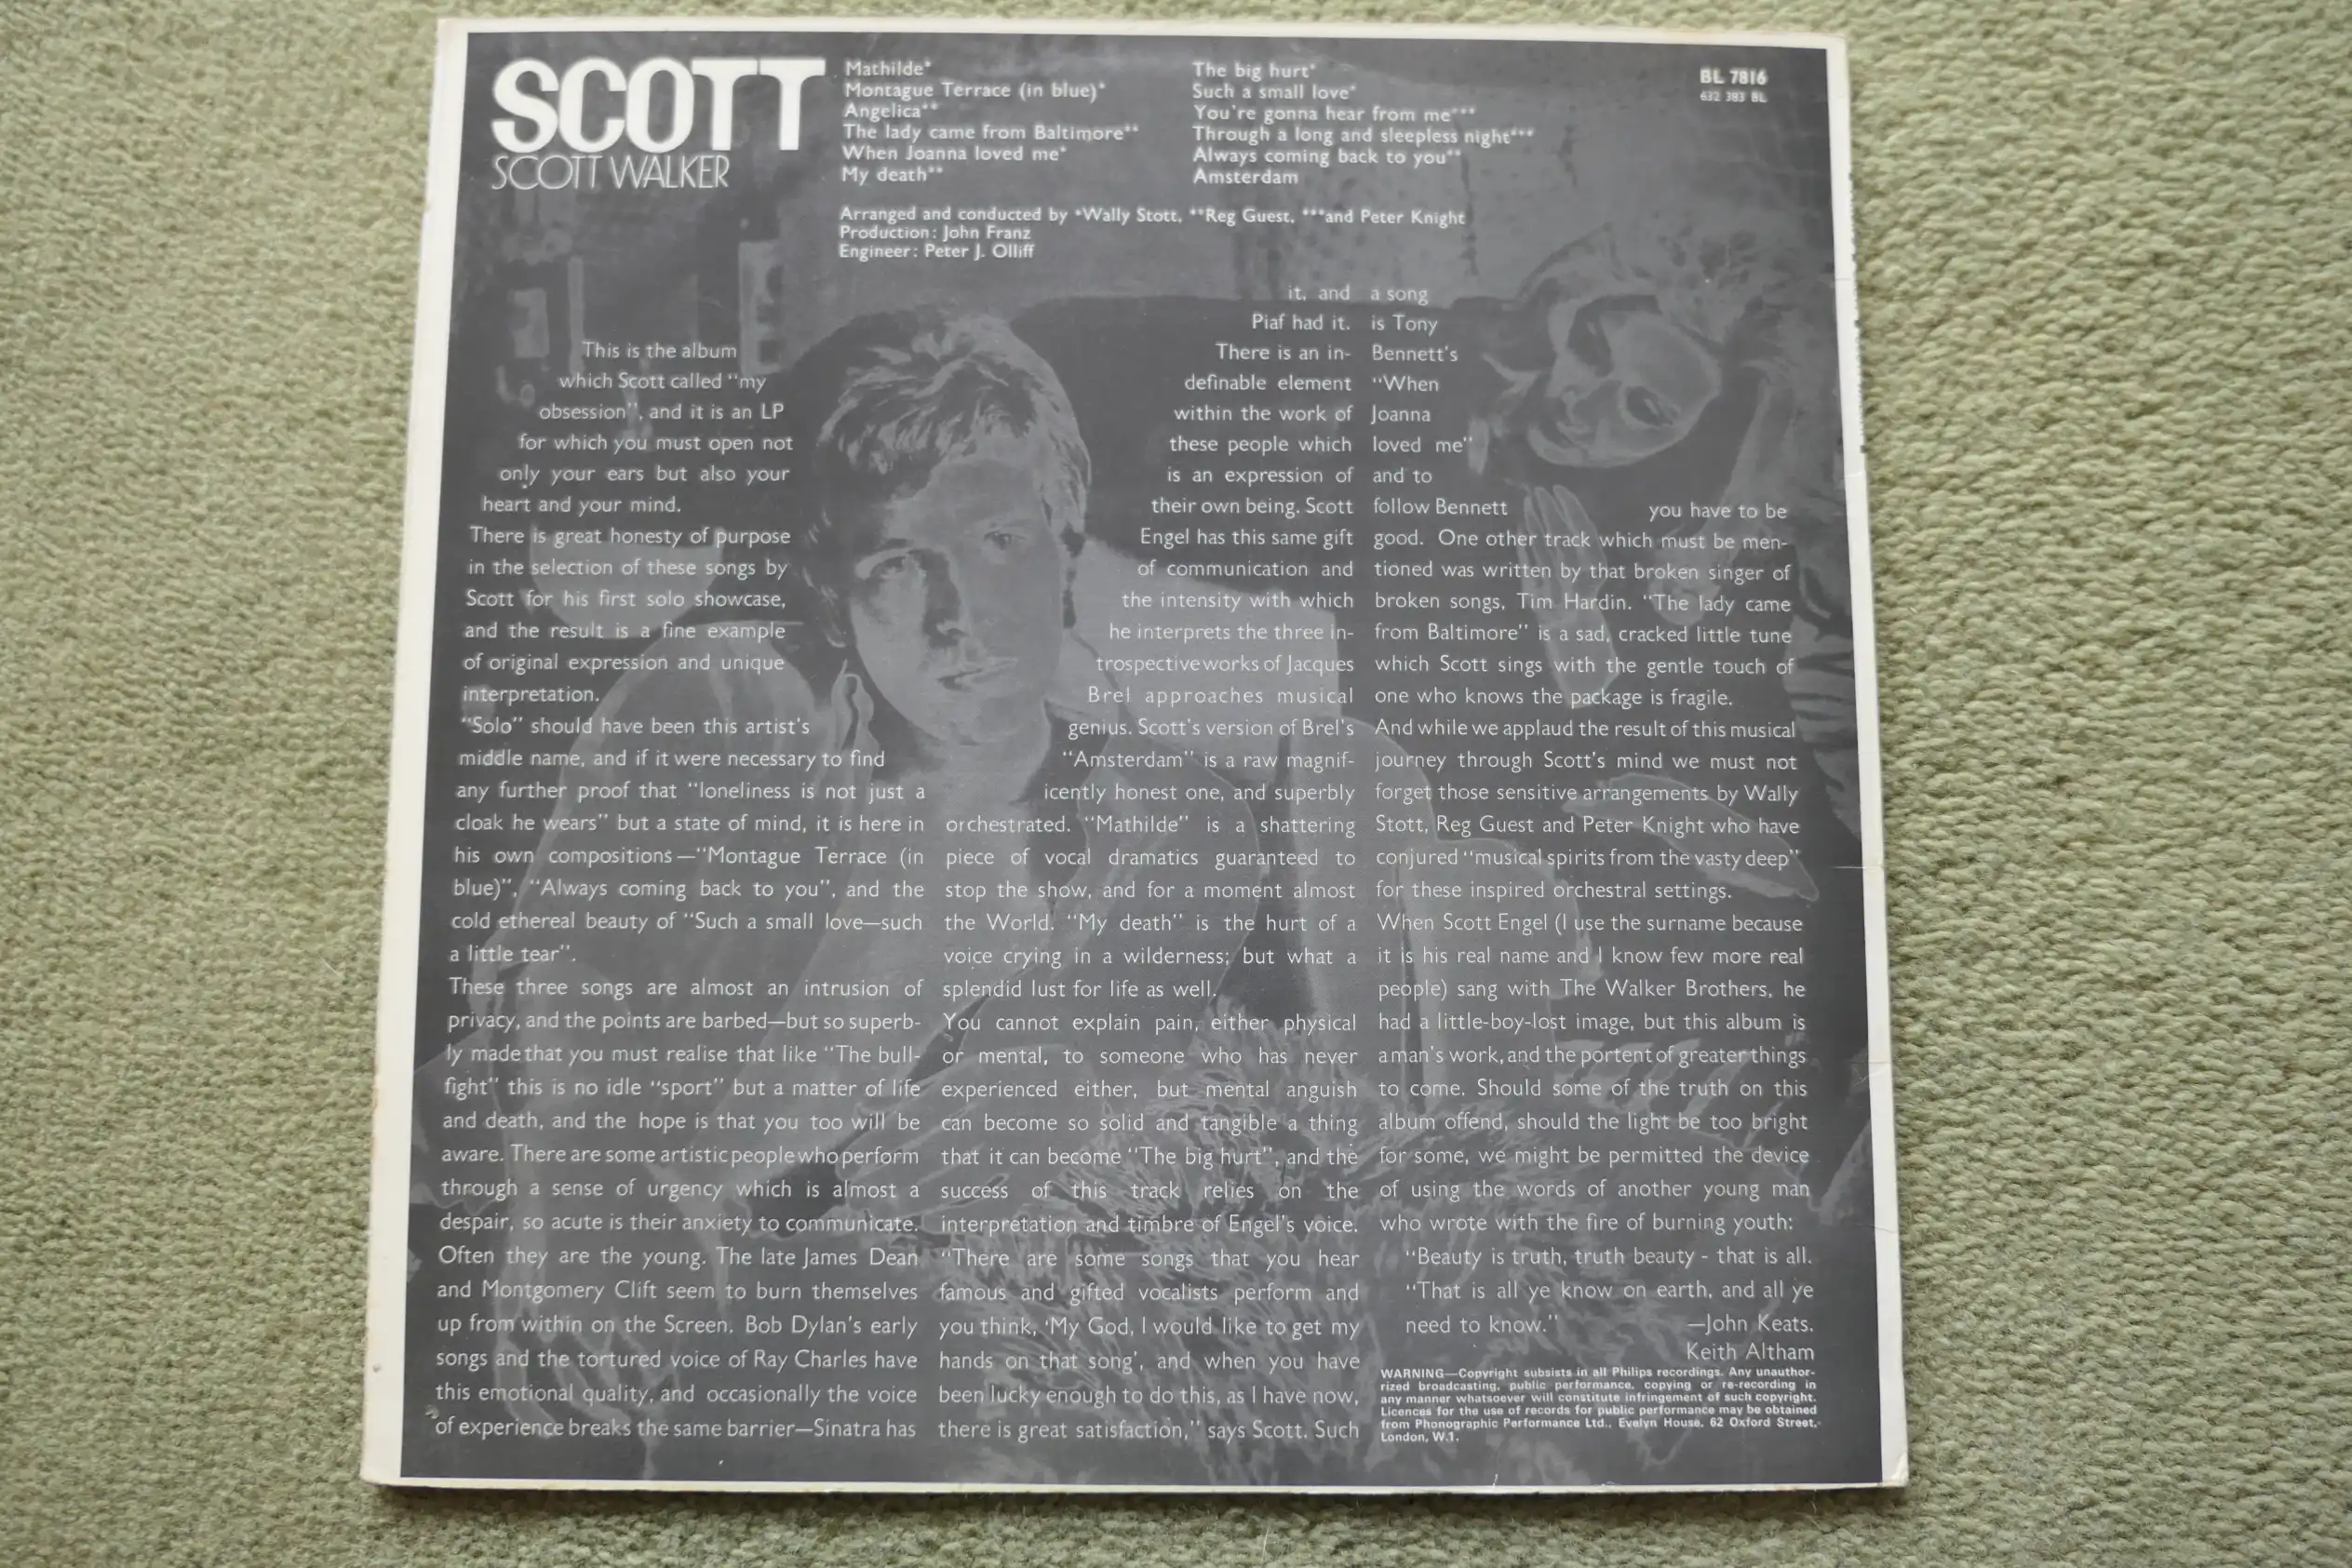 SCOTT
SCOTT WALKER
Mathilde*
Montague Terrace (in blue)*
Angelica**
The lady came from Baltimore**
When Joanna loved me*
My death**
The big hurt*
Such a small love*
You're gonna hear from me***
Through a long and sleepless night***
Always coming back to you**
Amsterdam
BL 7816
632 383 BL
Arranged and conducted by *Wally Stott, **Reg Guest, ***and Peter Knight
Production: John Franz
Engineer: Peter J. Olliff
This is the album
which Scott called "my
obsession", and it is an LP
for which you must open not
only your ears but also your
heart and your mind.
There is great honesty of purpose
in the selection of these songs by
Scott for his first solo showcase,
and the result is a fine example
of original expression and unique
interpretation.
"Solo" should have been this artist's
middle name, and if it were necessary to find
any further proof that "loneliness is not just a
cloak he wears" but a state of mind, it is here in
his own compositions—"Montague Terrace (in
blue)", "Always coming back to you", and the
cold ethereal beauty of "Such a small love—such
a little tear".
These three songs are almost an intrusion of
privacy, and the points are barbed—but so superb-
ly made that you must realise that like "The bull-
fight" this is no idle "sport" but a matter of life
and death, and the hope is that you too will be
aware. There are some artistic people who perform
through a sense of urgency which is almost a
despair, so acute is their anxiety to communicate.
Often they are the young. The late James Dean
and Montgomery Clift seem to burn themselves
up from within on the Screen. Bob Dylan's early
songs and the tortured voice of Ray Charles have
this emotional quality, and occasionally the voice
of experience breaks the same barrier—Sinatra has
it, and
Piaf had it.
There is an in-
definable element
within the work of
these people which
is an expression of
their own being. Scott
Engel has this same gift
of communication and
the intensity with which
he interprets the three in-
trospective works of Jacques
Brel approaches musical
genius. Scott's version of Brel's
"Amsterdam" is a raw magnif-
icently honest one, and superbly
orchestrated. "Mathilde" is a shattering
piece of vocal dramatics guaranteed to
stop the show, and for a moment almost
the World. "My death" is the hurt of a
voice crying in a wilderness; but what a
splendid lust for life as well.
You cannot explain pain, either physical
or mental, to someone who has never
experienced either, but mental anguish
can become so solid and tangible a thing
that it can become "The big hurt", and the
success of this track relies on the
interpretation and timbre of Engel's voice.
"There are some songs that you hear
famous and gifted vocalists perform and
you think, 'My God, I would like to get my
hands on that song', and when you have
been lucky enough to do this, as I have now,
there is great satisfaction," says Scott. Such
a song
is Tony
Bennett's
"When
Joanna
loved me"
and to
follow Bennett you have to be
good. One other track which must be men-
tioned was written by that broken singer of
broken songs, Tim Hardin. "The lady came
from Baltimore" is a sad, cracked little tune
which Scott sings with the gentle touch of
one who knows the package is fragile.
And while we applaud the result of this musical
journey through Scott's mind we must not
forget those sensitive arrangements by Wally
Stott, Reg Guest and Peter Knight who have
conjured "musical spirits from the vasty deep"
for these inspired orchestral settings.
When Scott Engel (I use the surname because
it is his real name and I know few more real
people) sang with The Walker Brothers, he
had a little-boy-lost image, but this album is
a man's work, and the portent of greater things
to come. Should some of the truth on this
album offend, should the light be too bright
for some, we might be permitted the device
of using the words of another young man
who wrote with the fire of burning youth:
"Beauty is truth, truth beauty - that is all.
"That is all ye know on earth, and all ye
need to know." —John Keats.
Keith Altham
WARNING—Copyright subsists in all Philips recordings. Any unauthor-
rized broadcasting, public performance, copying or re-recording in
any manner whatsoever will constitute infringement of such copyright.
Licences for the use of records for public performance may be obtained
from Phonographic Performance Ltd., Evelyn House, 62 Oxford Street,
London, W.1.